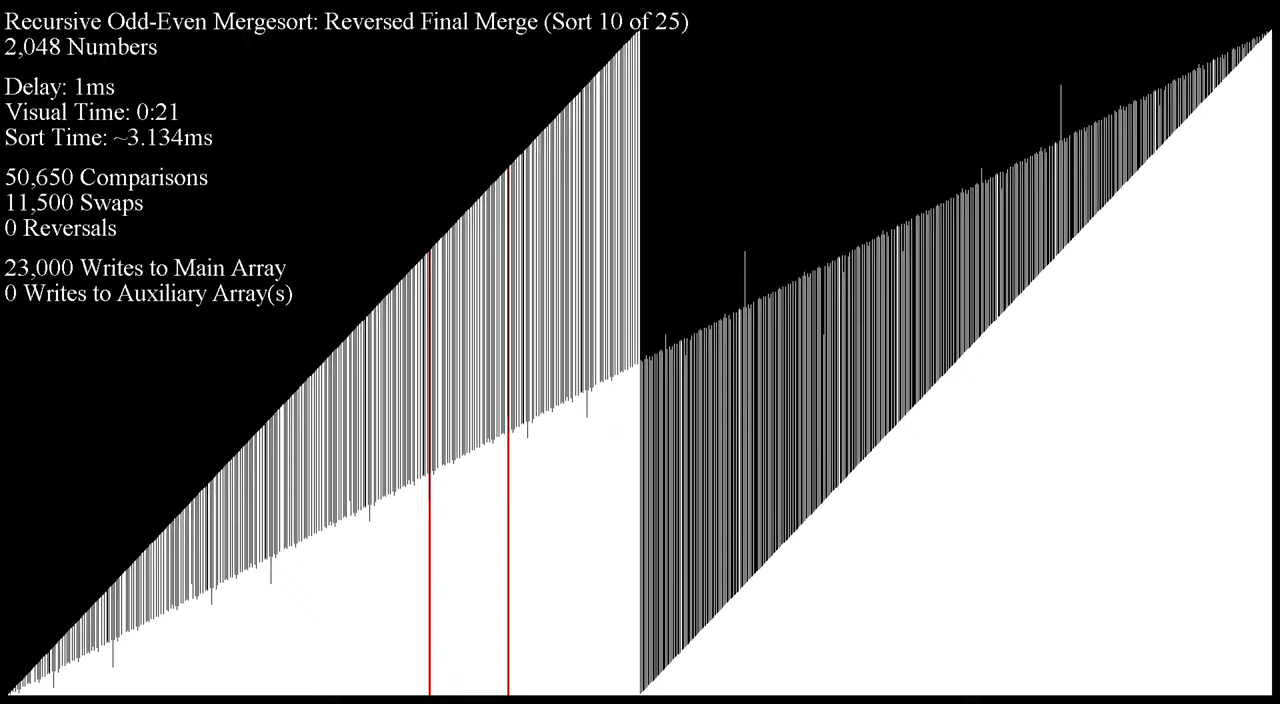 Recursive Odd-Even Mergesort: Reversed Final Merge (Sort 10 of 25)
2,048 Numbers
Delay: 1ms
Visual Time: 0:21
Sort Time: ~3.134ms
50,650 Comparisons
11,500 Swaps
0 Reversals
23,000 Writes to Main Array
0 Writes to Auxiliary Array(s)